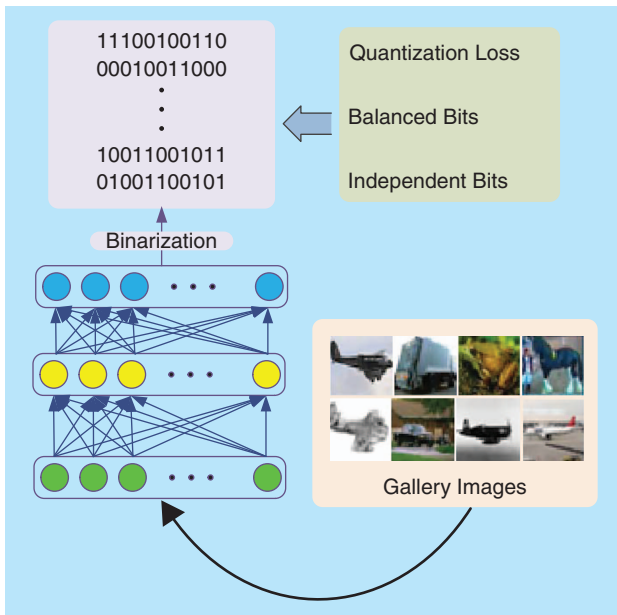 11100100110
00010011000
10011001011
01001100101
Quantization Loss
Balanced Bits
Independent Bits
Binarization
Gallery Images